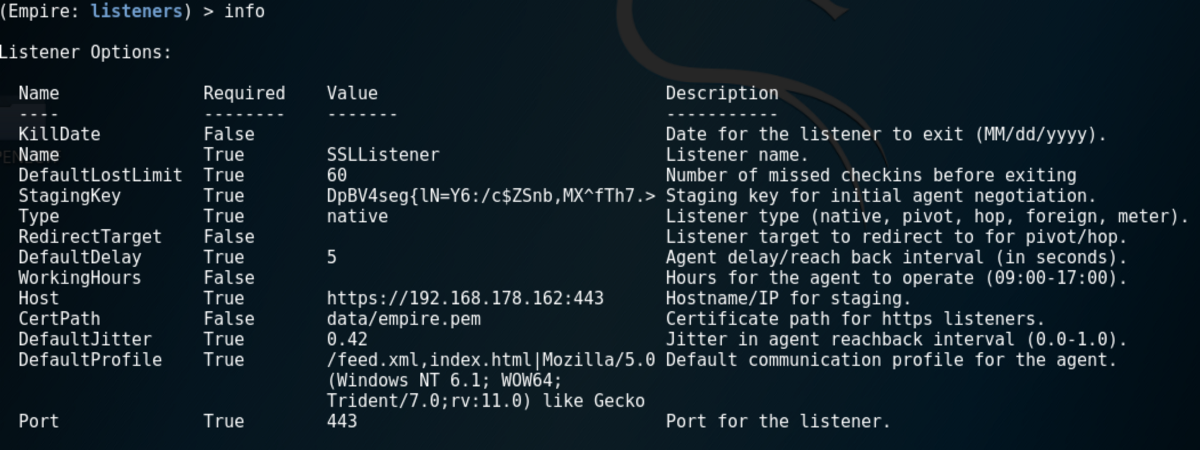 (Empire: listeners) > info
Listener Options:
Name Required Value Description
---- -------- ------- -----------
KillDate False Date for the listener to exit (MM/dd/yyyy).
Name True SSLListener Listener name.
DefaultLostLimit True 60 Number of missed checkins before exiting
StagingKey True DpBV4seg{lN=Y6:/c$ZSnb,MX^fTh7.> Staging key for initial agent negotiation.
Type True native Listener type (native, pivot, hop, foreign, meter).
RedirectTarget False Listener target to redirect to for pivot/hop.
DefaultDelay True 5 Agent delay/reach back interval (in seconds).
WorkingHours False Hours for the agent to operate (09:00-17:00).
Host True https://192.168.178.162:443 Hostname/IP for staging.
CertPath False data/empire.pem Certificate path for https listeners.
DefaultJitter True 0.42 Jitter in agent reachback interval (0.0-1.0).
DefaultProfile True /feed.xml,index.html|Mozilla/5.0 Default communication profile for the agent.
(Windows NT 6.1; WOW64;
Trident/7.0;rv:11.0) like Gecko
Port True 443 Port for the listener.